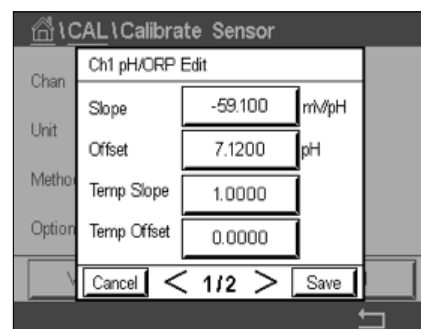 \CAL\Calibrate Sensor
Ch1 pH/ORP Edit
Chan
Slope -59.100 mV/pH
Unit
Offset 7.1200 pH
Temp Slope 1.0000
Option
Temp Offset 0.0000
Cancel < 1/2 > Save